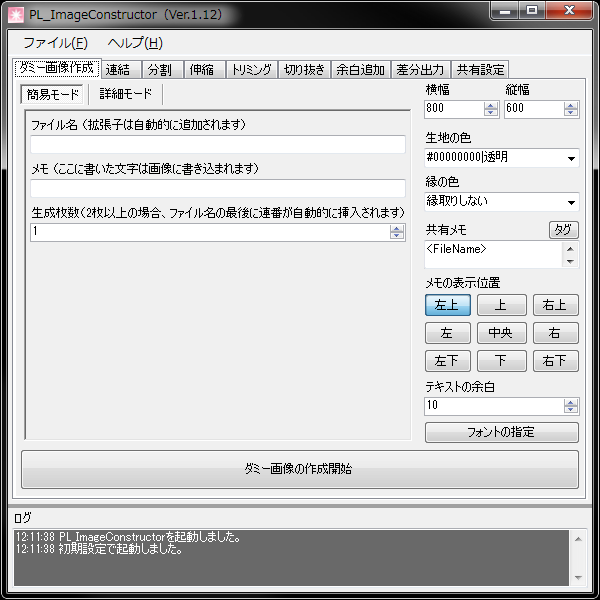 PL_ImageConstructor (Ver.1.12)
ファイル(F) ヘルプ(H)
ダミー画像作成 連結 分割 伸縮 トリミング 切り抜き 余白追加 差分出力 共有設定
簡易モード 詳細モード
ファイル名 (拡張子は自動的に追加されます)
メモ (ここに書いた文字は画像に書き込まれます)
生成枚数(2枚以上の場合、ファイル名の最後に連番が自動的に挿入されます)
1
横幅 縦幅
800 600
生地の色
#00000000|透明
縁の色
縁取りしない
共有メモ タグ
<FileName>
メモの表示位置
左上 上 右上
左 中央 右
左下 下 右下
テキストの余白
10
フォントの指定
ダミー画像の作成開始
ログ
12:11:38 PL_ImageConstructorを起動しました。
12:11:38 初期設定で起動しました。